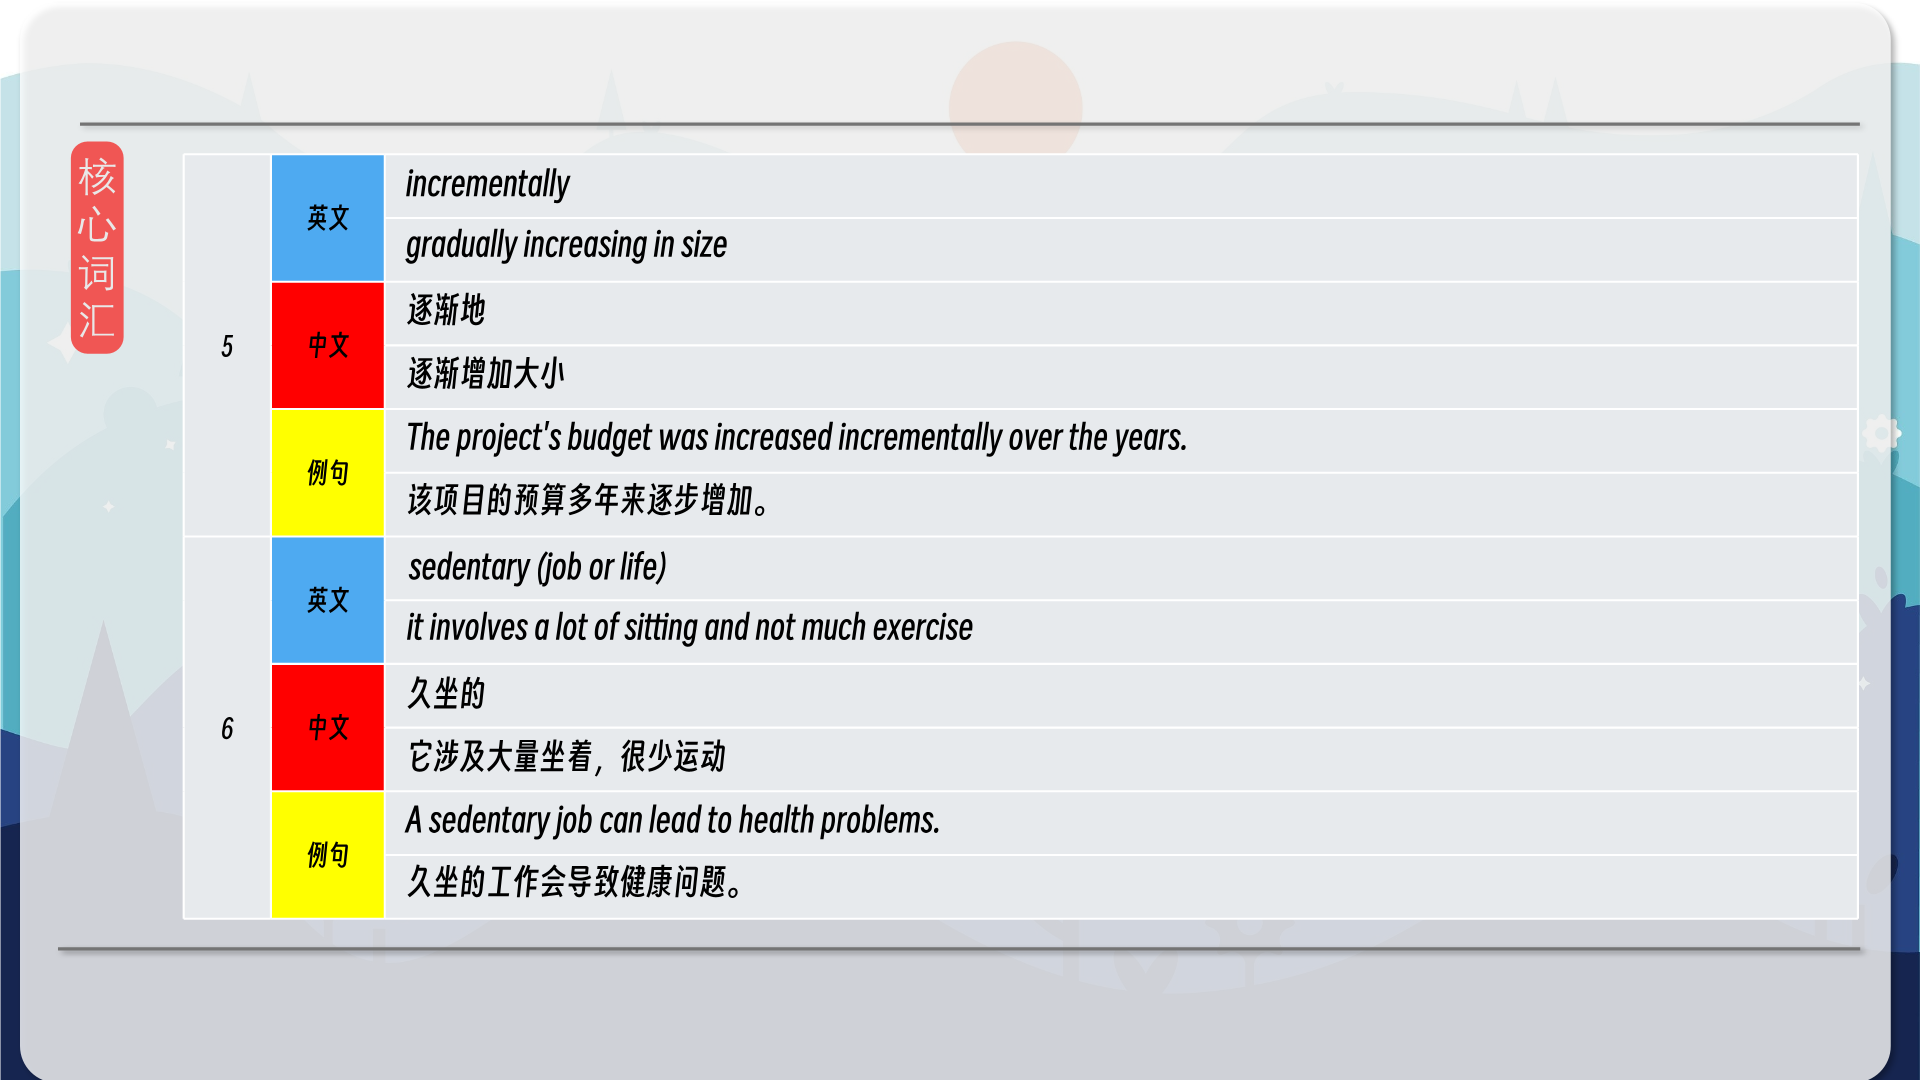 核心词汇
5
英文
incrementally
gradually increasing in size
中文
逐渐地
逐渐增加大小
例句
The project's budget was increased incrementally over the years.
该项目的预算多年来逐步增加。
6
英文
sedentary (job or life)
it involves a lot of sitting and not much exercise
中文
久坐的
它涉及大量坐着，很少运动
例句
A sedentary job can lead to health problems.
久坐的工作会导致健康问题。